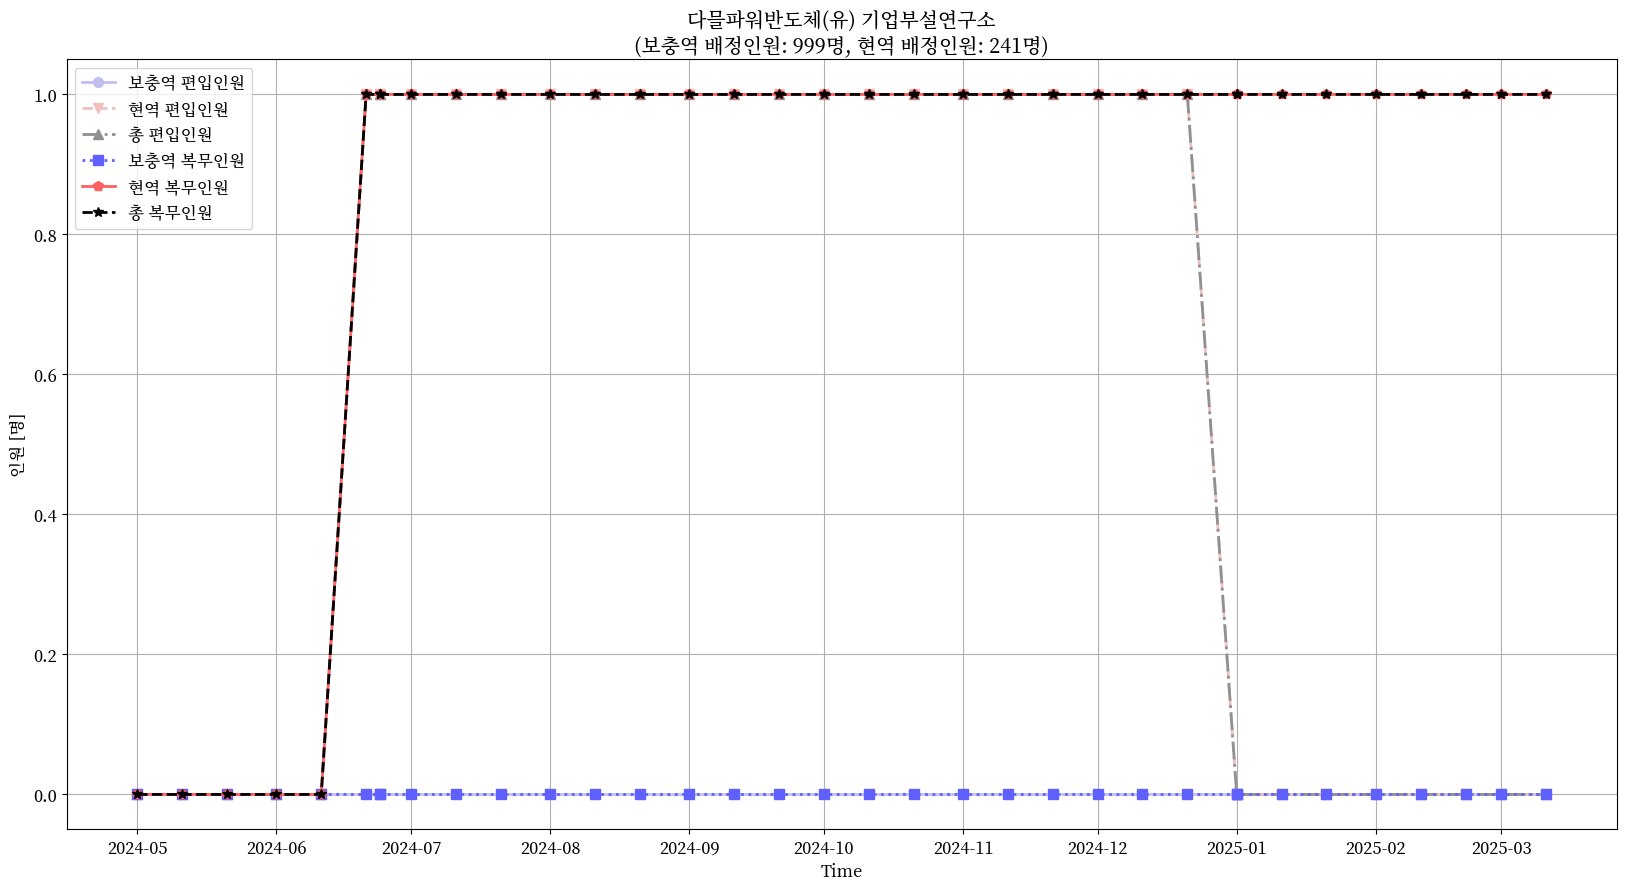 다믈파워반도체(유) 기업부설연구소
(보충역 배정인원: 999명, 현역 배정인원: 241명)
보충역 편입인원
현역 편입인원
총 편입인원
보충역 복무인원
현역 복무인원
총 복무인원
인원 [명]
1.0
0.8
0.6
0.4
0.2
0.0
2024-05
2024-06
2024-07
2024-08
2024-09
2024-10
2024-11
2024-12
2025-01
2025-02
2025-03
Time